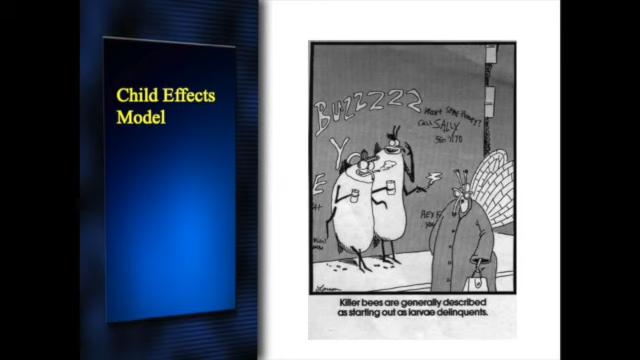 Child Effects
Model
BUZZZZZ
WANT SOME HONEY?
CALL SALLY
Larson
Killer bees are generally described
as starting out as larvae delinquents.